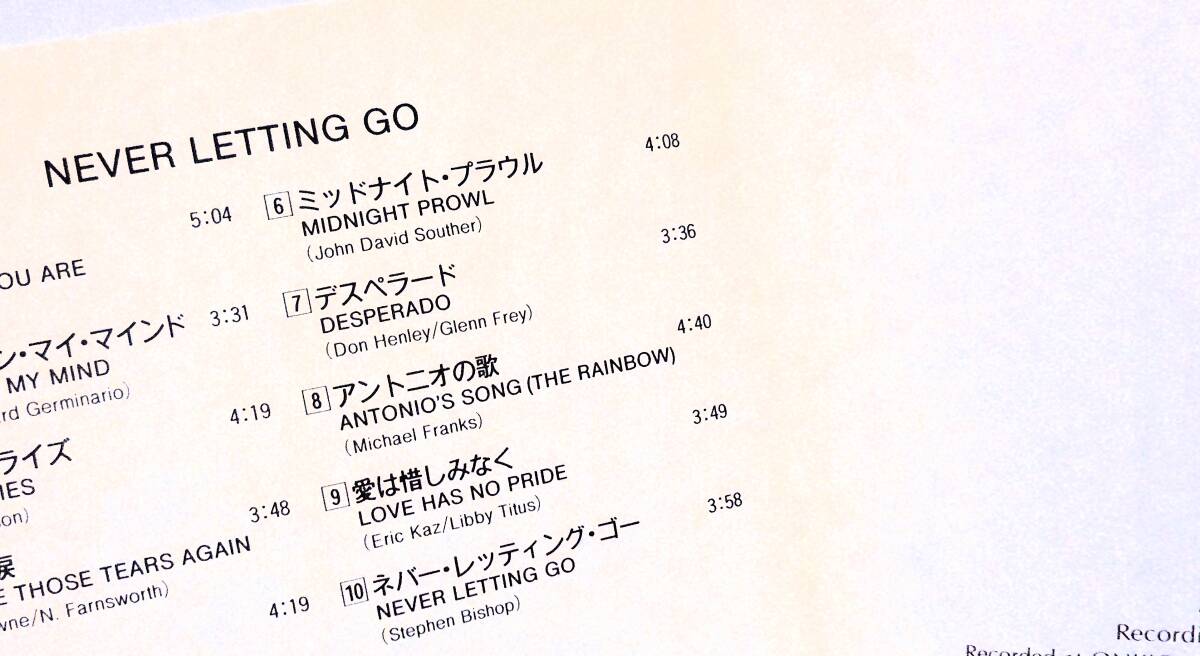 NEVER LETTING GO
5:04
OU ARE
ン・マイ・マインド 3:31
MY MIND
rd Germinario)
4:19
ライズ
IES
on)
3:48
涙
E THOSE TEARS AGAIN
wne/N. Farnsworth)
4:19
6 ミッドナイト・プラウル 4:08
MIDNIGHT PROWL
(John David Souther)
7 デスペラード 3:36
DESPERADO
(Don Henley/Glenn Frey)
8 アントニオの歌 4:40
ANTONIO'S SONG (THE RAINBOW)
(Michael Franks)
9 愛は惜しみなく 3:49
LOVE HAS NO PRIDE
(Eric Kaz/Libby Titus)
10 ネバー・レッティング・ゴー 3:58
NEVER LETTING GO
(Stephen Bishop)
Recordi
Recorded